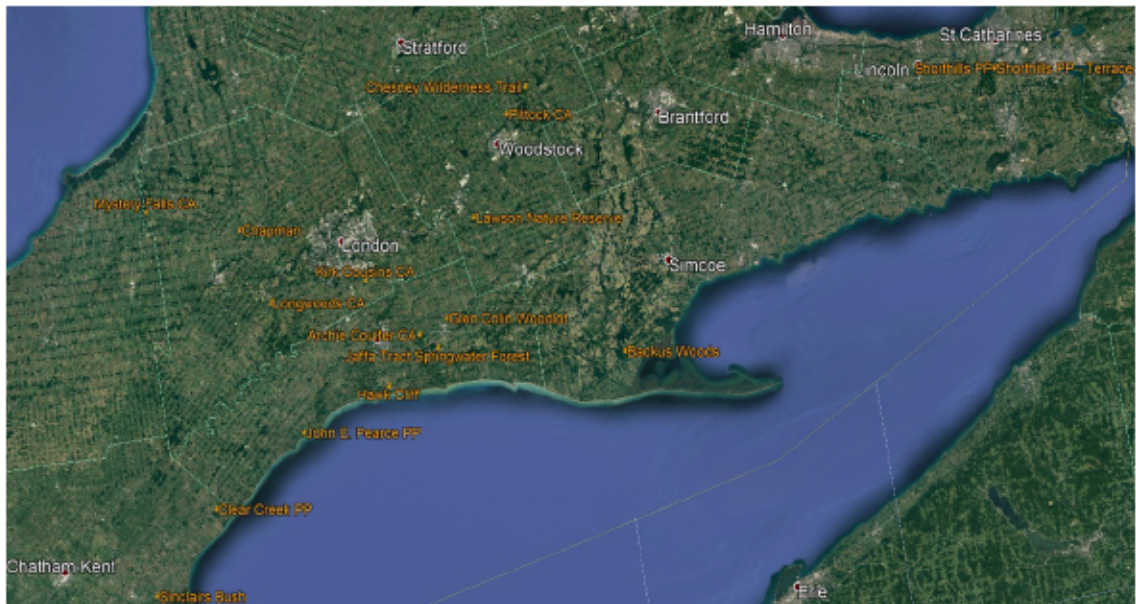 Hamilton
St Catharines
Stratford
Lincoln
Shorthills PP
Shorthills PP - Terrace
Chesney Wilderness Trail
Pittock CA
Brantford
Woodstock
Mystery Falls CA
Lawson Nature Reserve
Chapman
London
Simcoe
Kirk Cousins CA
Longwoods CA
Glen Colin Woodlot
Archie Coulter CA
Backus Woods
Jaffa Tract Springwater Forest
Hawk Cliff
John E. Pearce PP
Clear Creek PP
Chatham-Kent
Erie
Sinclairs Bush